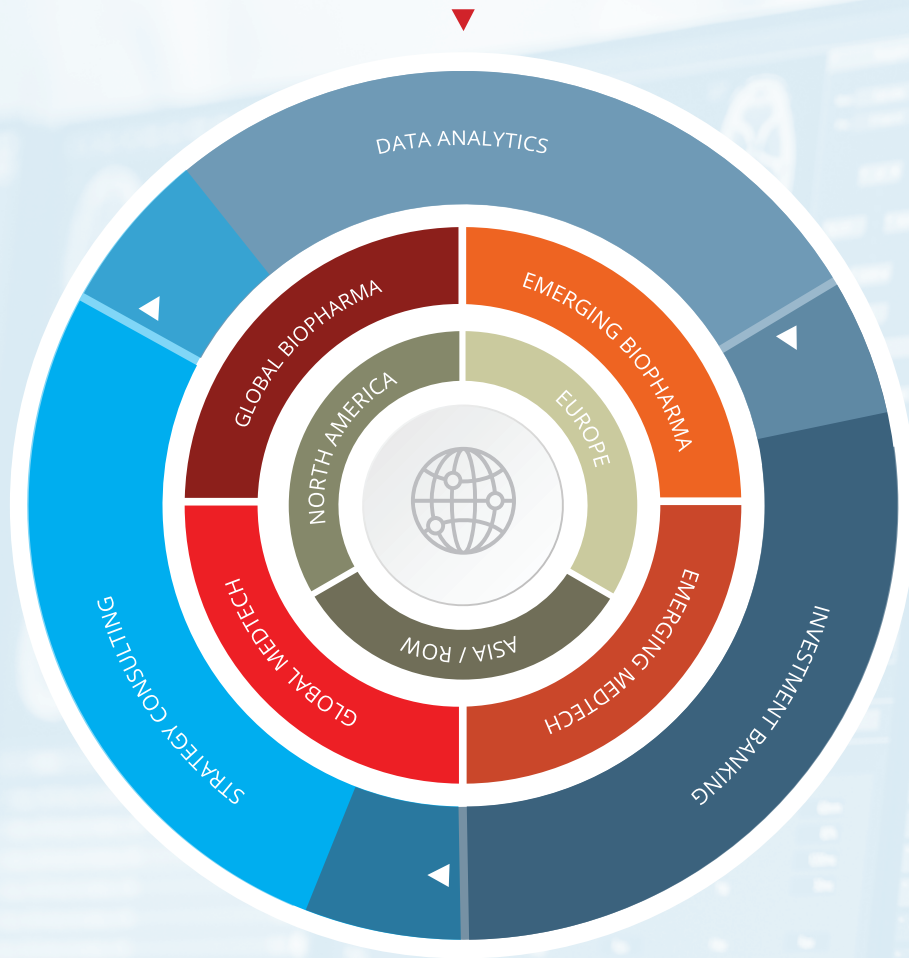 DATA ANALYTICS
GLOBAL BIOPHARMA
EMERGING BIOPHARMA
NORTH AMERICA
EUROPE
ASIA / ROW
GLOBAL MEDTECH
EMERGING MEDTECH
STRATEGY CONSULTING
INVESTMENT BANKING